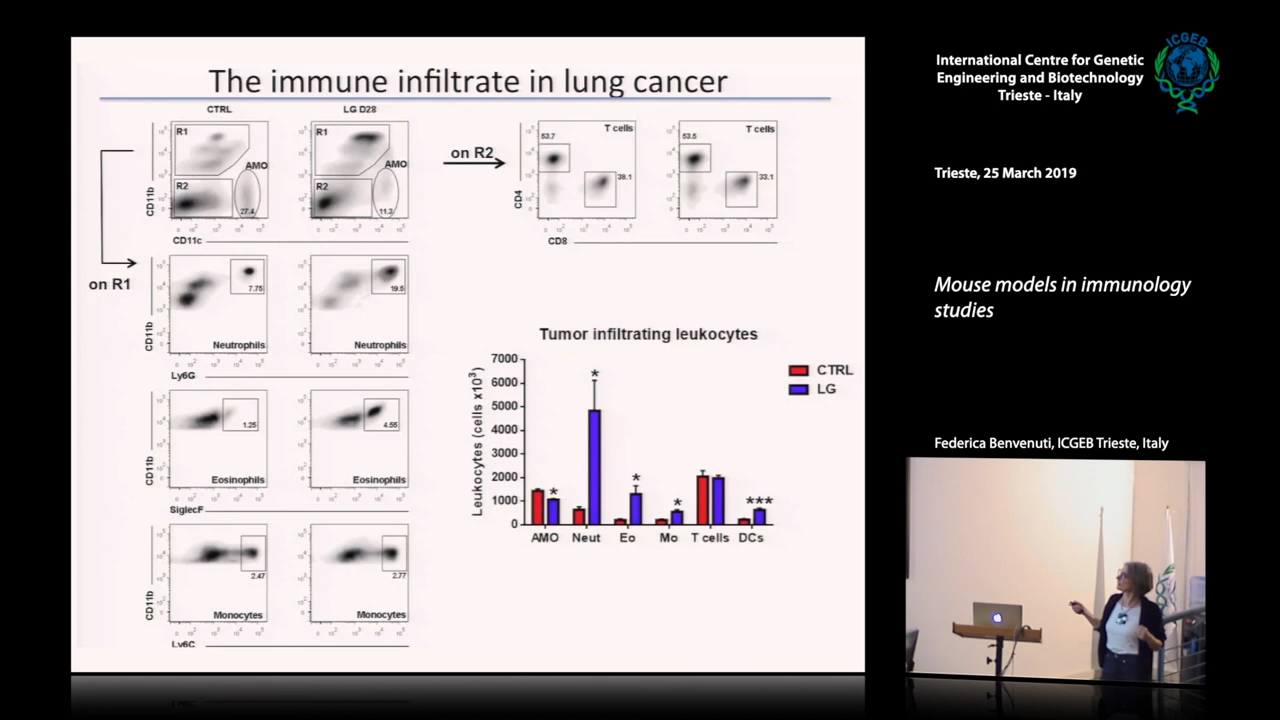 The immune infiltrate in lung cancer
CTRL
LG D28
R1
AMO
R2
27.4
CD11b
R1
AMO
R2
11.3
CD11c
on R2
T cells
53.7
38.1
CD4
T cells
53.5
33.1
CD8
on R1
7.75
Neutrophils
CD11b
19.5
Neutrophils
Ly6G
1.25
Eosinophils
CD11b
4.55
Eosinophils
SiglecF
2.47
Monocytes
CD11b
2.77
Monocytes
Ly6C
Tumor infiltrating leukocytes
Leukocytes (cells x10³)
7000
6000
5000
4000
3000
2000
1000
0
* * * * ***
AMO Neut Eo Mo T cells DCs
CTRL
LG
International Centre for Genetic
Engineering and Biotechnology
Trieste - Italy
ICGEB
Trieste, 25 March 2019
Mouse models in immunology
studies
Federica Benvenuti, ICGEB Trieste, Italy